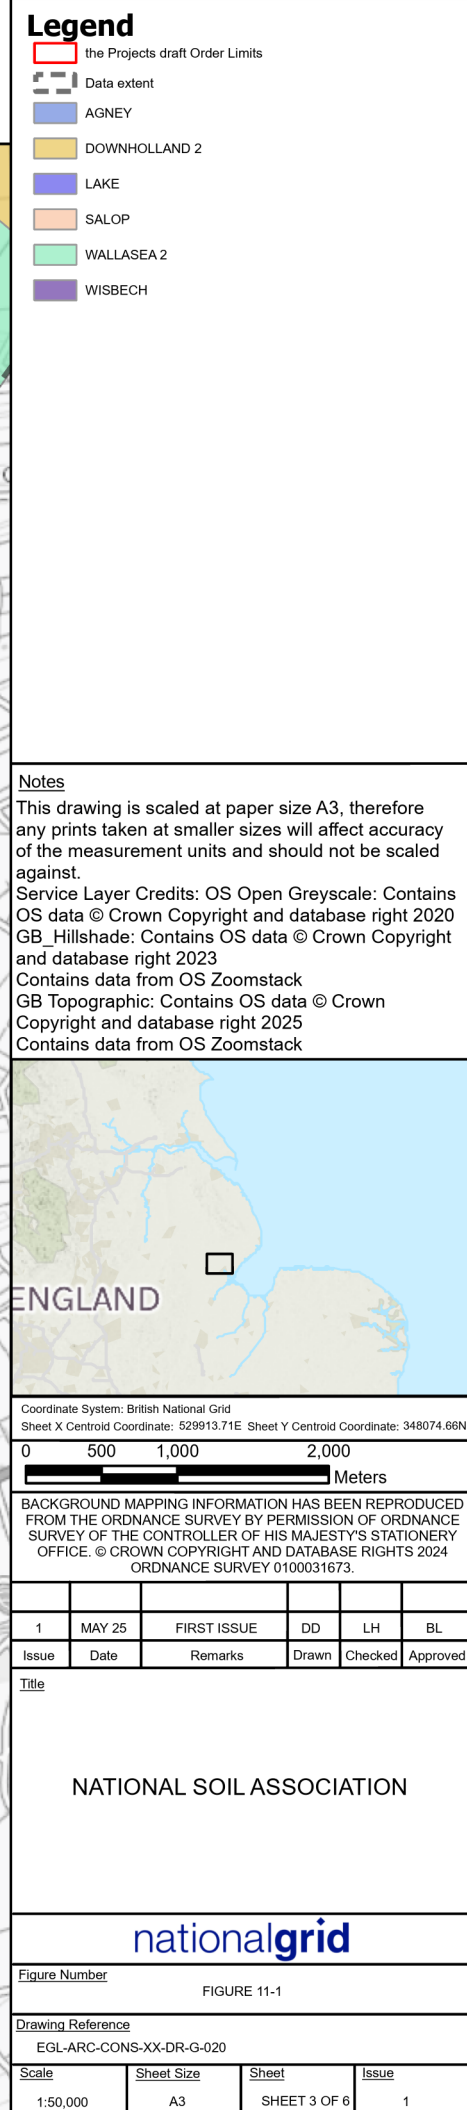 Legend
the Projects draft Order Limits
Data extent
AGNEY
DOWNHOLLAND 2
LAKE
SALOP
WALLASEA 2
WISBECH
Notes
This drawing is scaled at paper size A3, therefore
any prints taken at smaller sizes will affect accuracy
of the measurement units and should not be scaled
against.
Service Layer Credits: OS Open Greyscale: Contains
OS data © Crown Copyright and database right 2020
GB_Hillshade: Contains OS data © Crown Copyright
and database right 2023
Contains data from OS Zoomstack
GB Topographic: Contains OS data © Crown
Copyright and database right 2025
Contains data from OS Zoomstack
ENGLAND
Coordinate System: British National Grid
Sheet X Centroid Coordinate: 529913.71E Sheet Y Centroid Coordinate: 348074.66N
0 500 1,000 2,000
Meters
BACKGROUND MAPPING INFORMATION HAS BEEN REPRODUCED
FROM THE ORDNANCE SURVEY BY PERMISSION OF ORDNANCE
SURVEY OF THE CONTROLLER OF HIS MAJESTY'S STATIONERY
OFFICE. © CROWN COPYRIGHT AND DATABASE RIGHTS 2024
ORDNANCE SURVEY 0100031673.
1 MAY 25 FIRST ISSUE DD LH BL
Issue Date Remarks Drawn Checked Approved
Title
NATIONAL SOIL ASSOCIATION
nationalgrid
Figure Number
FIGURE 11-1
Drawing Reference
EGL-ARC-CONS-XX-DR-G-020
Scale Sheet Size Sheet Issue
1:50,000 A3 SHEET 3 OF 6 1